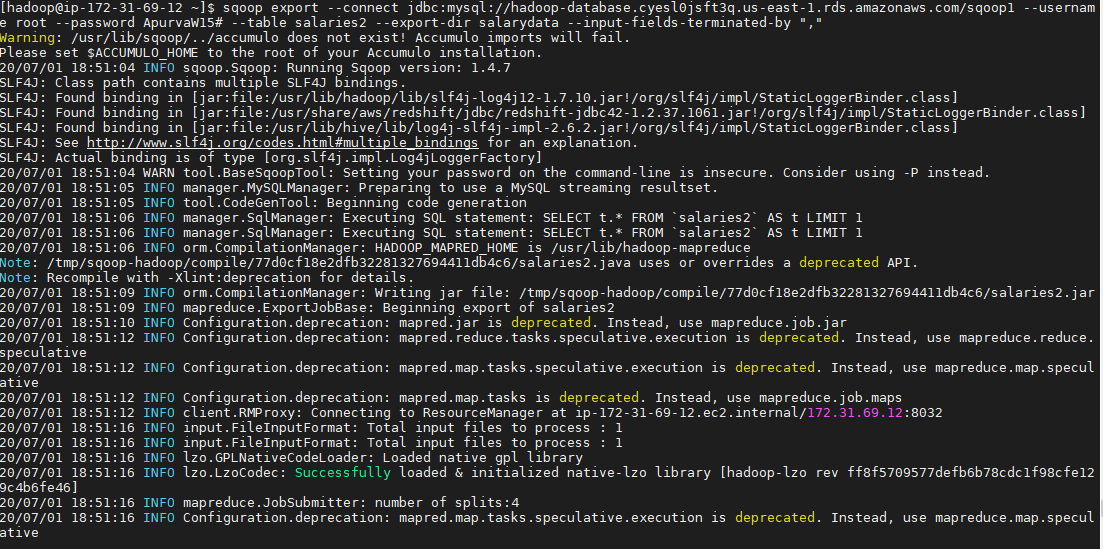 [hadoop@ip-172-31-69-12 ~]$ sqoop export --connect jdbc:mysql://hadoop-database.cyesl0jsft3q.us-east-1.rds.amazonaws.com/sqoop1 --usernam
e root --password ApurvaW15# --table salaries2 --export-dir salarydata --input-fields-terminated-by ","
Warning: /usr/lib/sqoop/../accumulo does not exist! Accumulo imports will fail.
Please set $ACCUMULO_HOME to the root of your Accumulo installation.
20/07/01 18:51:04 INFO sqoop.Sqoop: Running Sqoop version: 1.4.7
SLF4J: Class path contains multiple SLF4J bindings.
SLF4J: Found binding in [jar:file:/usr/lib/hadoop/lib/slf4j-log4j12-1.7.10.jar!/org/slf4j/impl/StaticLoggerBinder.class]
SLF4J: Found binding in [jar:file:/usr/share/aws/redshift/jdbc/redshift-jdbc42-1.2.37.1061.jar!/org/slf4j/impl/StaticLoggerBinder.class]
SLF4J: Found binding in [jar:file:/usr/lib/hive/lib/log4j-slf4j-impl-2.6.2.jar!/org/slf4j/impl/StaticLoggerBinder.class]
SLF4J: See http://www.slf4j.org/codes.html#multiple_bindings for an explanation.
SLF4J: Actual binding is of type [org.slf4j.impl.Log4jLoggerFactory]
20/07/01 18:51:04 WARN tool.BaseSqoopTool: Setting your password on the command-line is insecure. Consider using -P instead.
20/07/01 18:51:05 INFO manager.MySQLManager: Preparing to use a MySQL streaming resultset.
20/07/01 18:51:05 INFO tool.CodeGenTool: Beginning code generation
20/07/01 18:51:06 INFO manager.SqlManager: Executing SQL statement: SELECT t.* FROM `salaries2` AS t LIMIT 1
20/07/01 18:51:06 INFO manager.SqlManager: Executing SQL statement: SELECT t.* FROM `salaries2` AS t LIMIT 1
20/07/01 18:51:06 INFO orm.CompilationManager: HADOOP_MAPRED_HOME is /usr/lib/hadoop-mapreduce
Note: /tmp/sqoop-hadoop/compile/77d0cf18e2dfb32281327694411db4c6/salaries2.java uses or overrides a deprecated API.
Note: Recompile with -Xlint:deprecation for details.
20/07/01 18:51:09 INFO orm.CompilationManager: Writing jar file: /tmp/sqoop-hadoop/compile/77d0cf18e2dfb32281327694411db4c6/salaries2.jar
20/07/01 18:51:09 INFO mapreduce.ExportJobBase: Beginning export of salaries2
20/07/01 18:51:10 INFO Configuration.deprecation: mapred.jar is deprecated. Instead, use mapreduce.job.jar
20/07/01 18:51:12 INFO Configuration.deprecation: mapred.reduce.tasks.speculative.execution is deprecated. Instead, use mapreduce.reduce.
speculative
20/07/01 18:51:12 INFO Configuration.deprecation: mapred.map.tasks.speculative.execution is deprecated. Instead, use mapreduce.map.specul
ative
20/07/01 18:51:12 INFO Configuration.deprecation: mapred.map.tasks is deprecated. Instead, use mapreduce.job.maps
20/07/01 18:51:12 INFO client.RMProxy: Connecting to ResourceManager at ip-172-31-69-12.ec2.internal/172.31.69.12:8032
20/07/01 18:51:16 INFO input.FileInputFormat: Total input files to process : 1
20/07/01 18:51:16 INFO input.FileInputFormat: Total input files to process : 1
20/07/01 18:51:16 INFO lzo.GPLNativeCodeLoader: Loaded native gpl library
20/07/01 18:51:16 INFO lzo.LzoCodec: Successfully loaded & initialized native-lzo library [hadoop-lzo rev ff8f5709577defb6b78cdc1f98cfe12
9c4b6fe46]
20/07/01 18:51:16 INFO mapreduce.JobSubmitter: number of splits:4
20/07/01 18:51:16 INFO Configuration.deprecation: mapred.map.tasks.speculative.execution is deprecated. Instead, use mapreduce.map.specul
ative